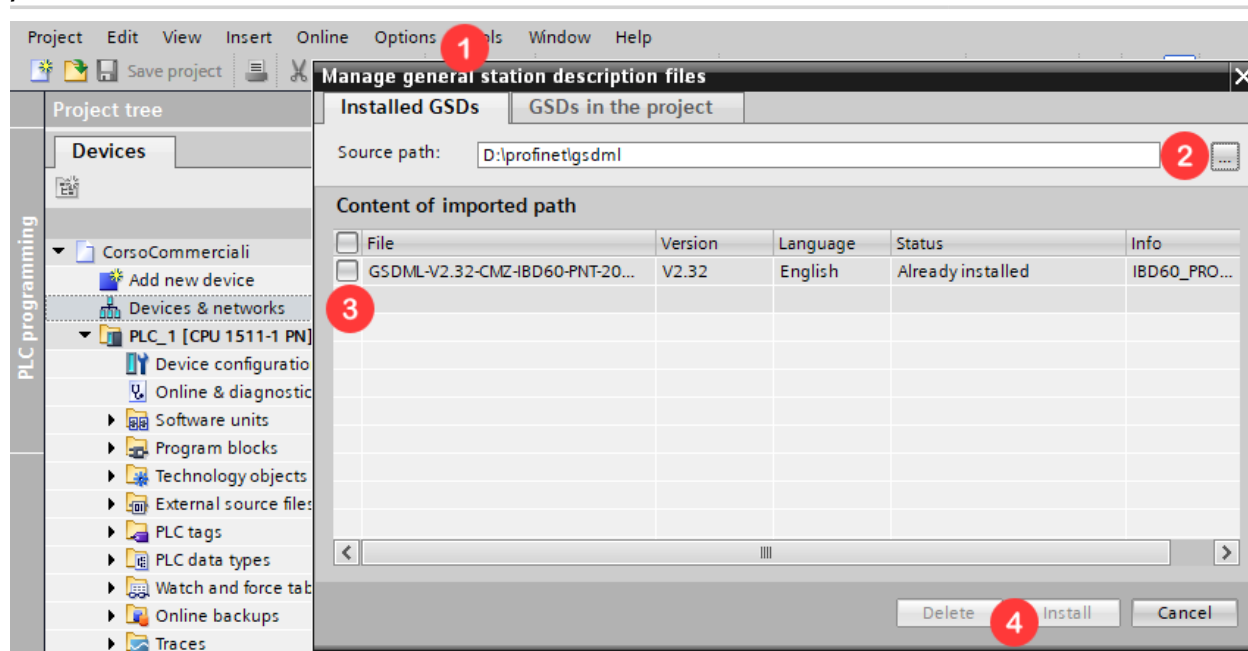 Project Edit View Insert Online Options ls Window Help
1
Save project
Manage general station description files
Project tree
Installed GSDs GSDs in the project
Devices
Source path: D:\profinet\gsdml
2
...
Content of imported path
File Version Language Status Info
GSDML-V2.32-CMZ-IBD60-PNT-20... V2.32 English Already installed IBD60_PRO...
3
PLC programming
CorsoCommerciali
Add new device
Devices & networks
PLC_1 [CPU 1511-1 PN]
Device configuratio
Online & diagnostic
Software units
Program blocks
Technology objects
External source files
PLC tags
PLC data types
Watch and force tab
Online backups
Traces
Delete Install Cancel
4